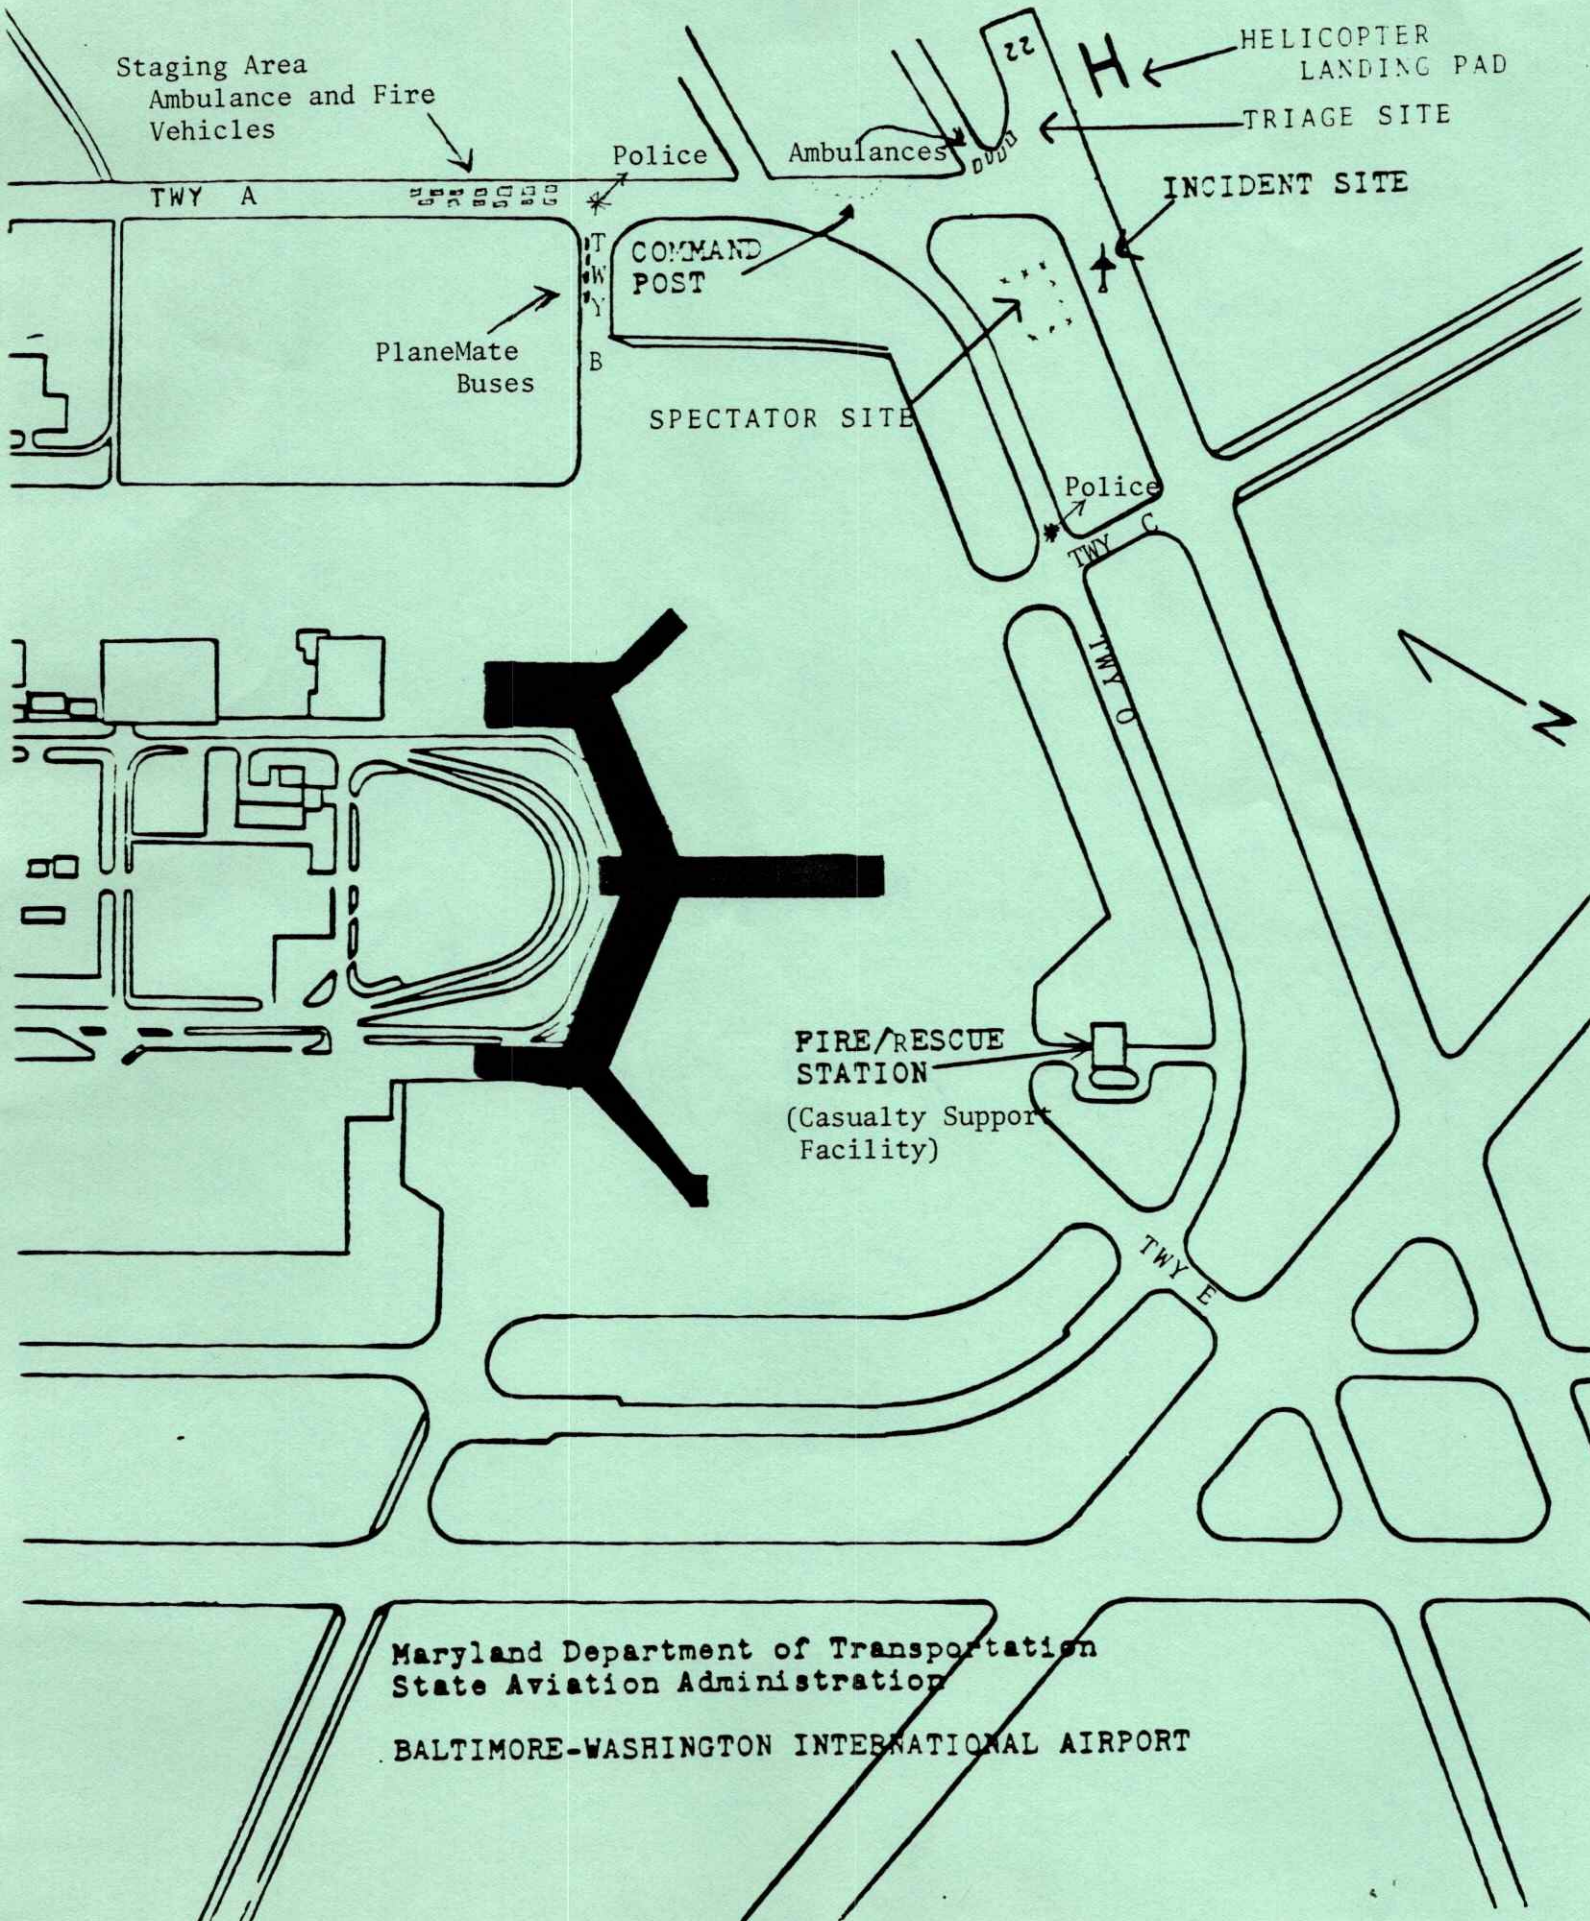 22
HELICOPTER
LANDING PAD
H
Staging Area
Ambulance and Fire
Vehicles
TRIAGE SITE
Police
Ambulances
INCIDENT SITE
TWY A
COMMAND
POST
TWY
B
PlaneMate
Buses
SPECTATOR SITE
Police
TWY C
TWY O
N
FIRE/RESCUE
STATION
(Casualty Support
Facility)
TWY E
Maryland Department of Transportation
State Aviation Administration
BALTIMORE-WASHINGTON INTERNATIONAL AIRPORT